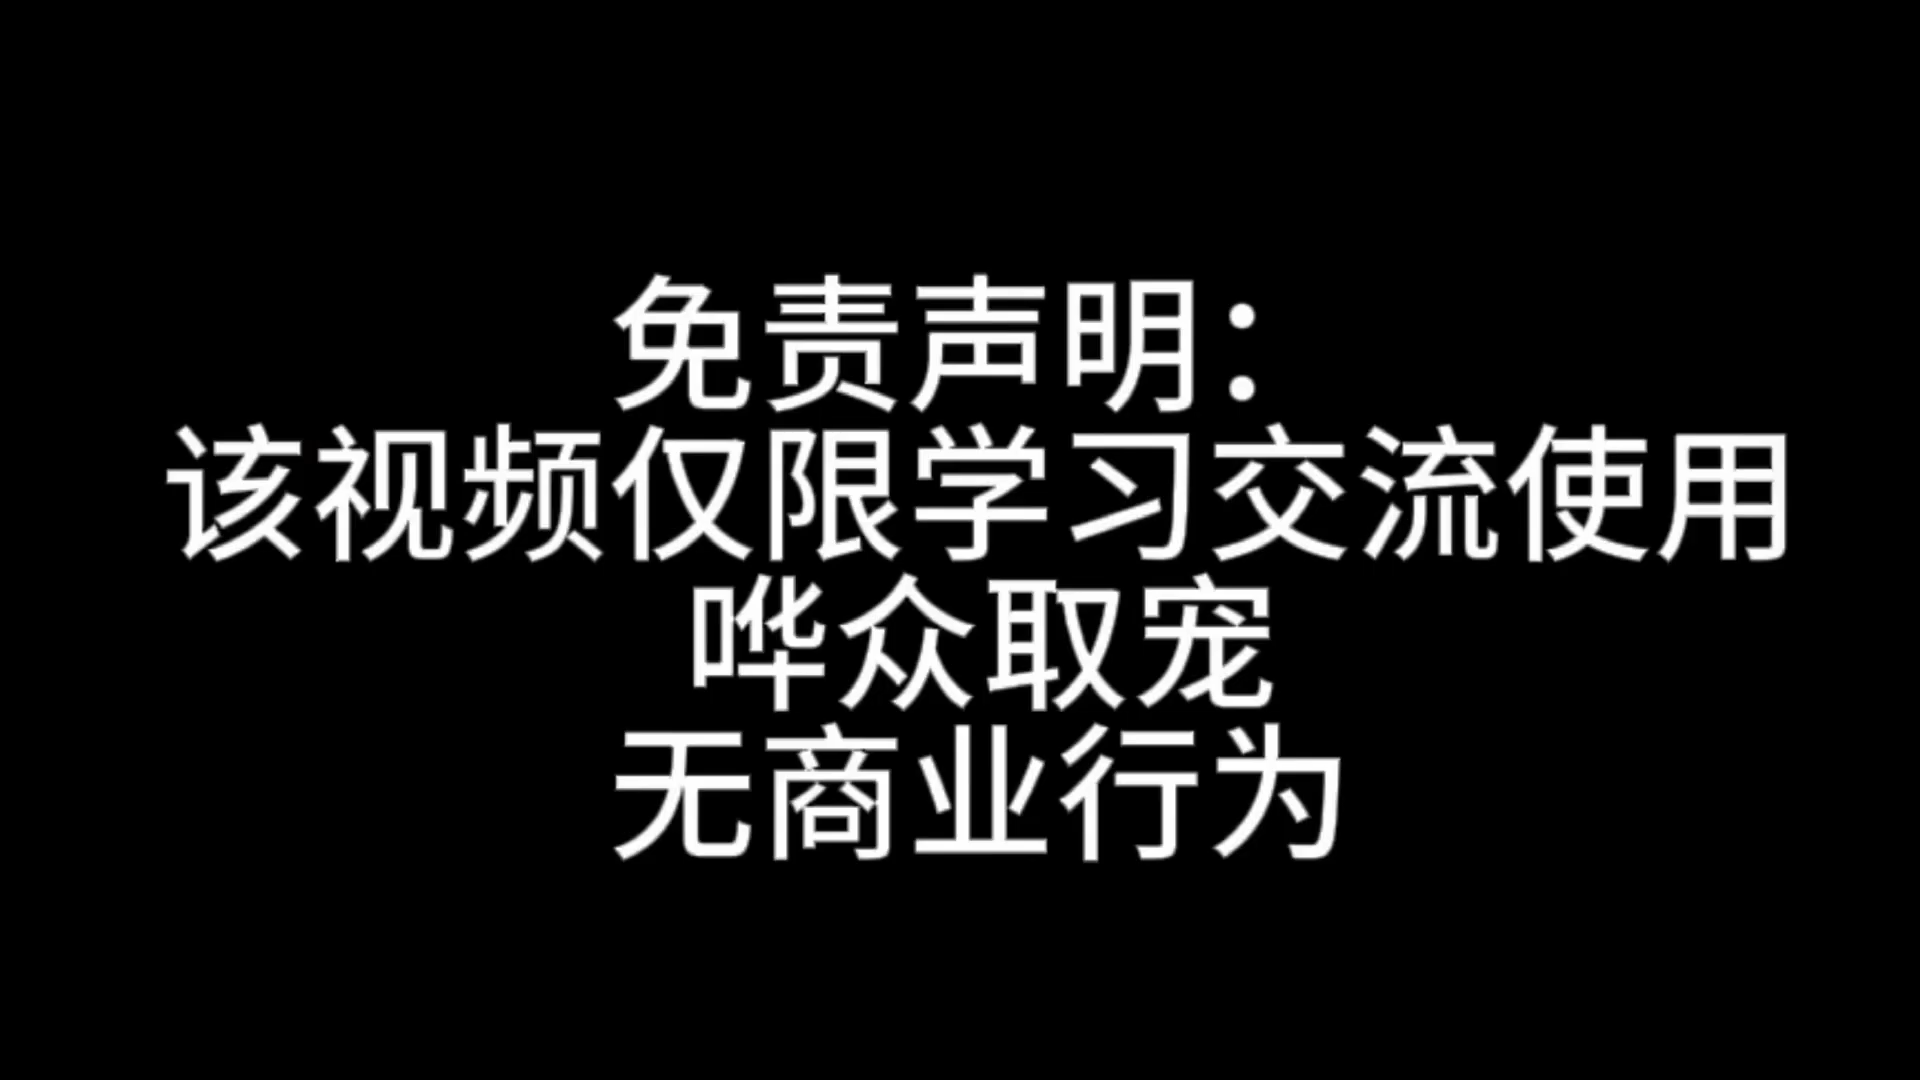 免责声明：
该视频仅限学习交流使用
哗众取宠
无商业行为